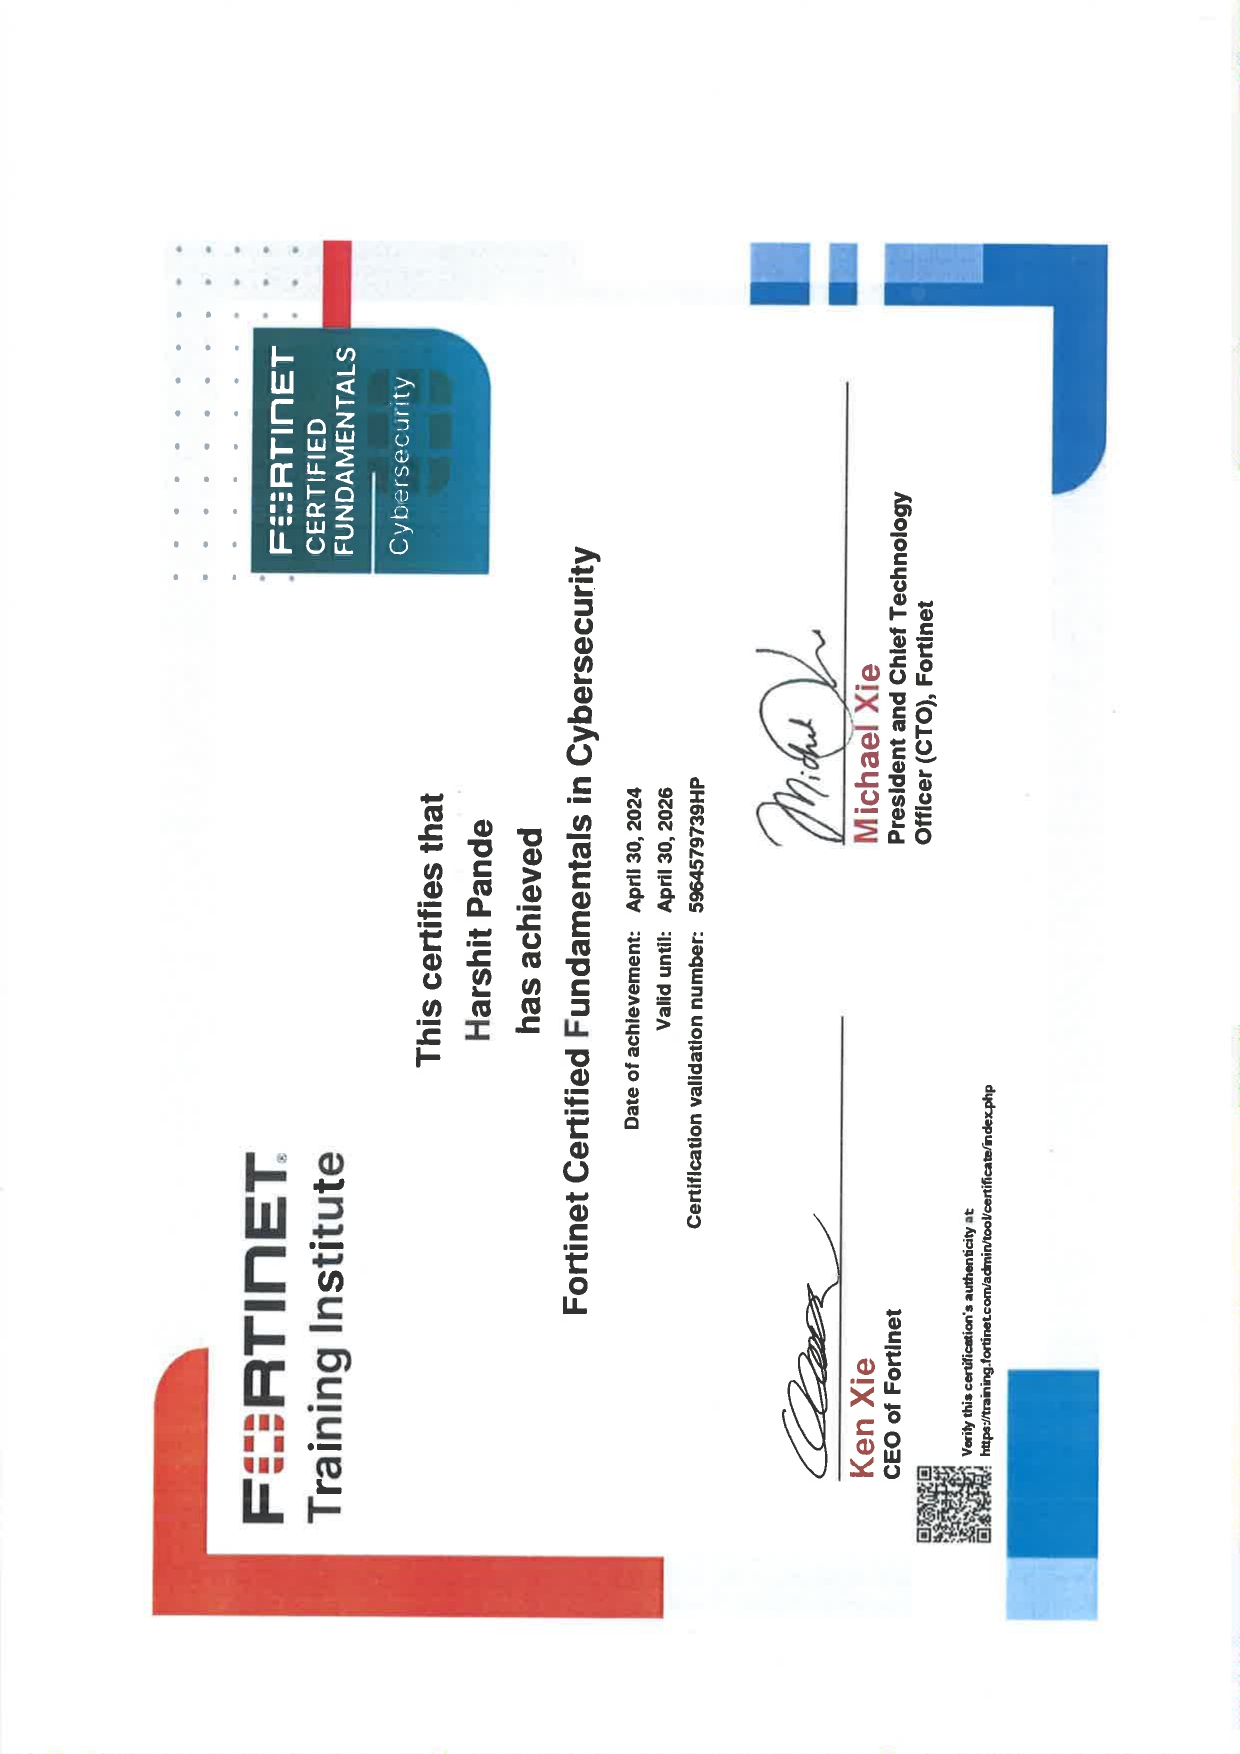 FORTINET®
Training Institute
FORTINET
CERTIFIED
FUNDAMENTALS
Cybersecurity
This certifies that
Harshit Pande
has achieved
Fortinet Certified Fundamentals in Cybersecurity
Date of achievement: April 30, 2024
Valid until: April 30, 2026
Certification validation number: 5964579739HP
Michael
Ken Xie
CEO of Fortinet
Michael Xie
President and Chief Technology
Officer (CTO), Fortinet
Verify this certification's authenticity at:
https://training.fortinet.com/admin/tool/certificate/index.php